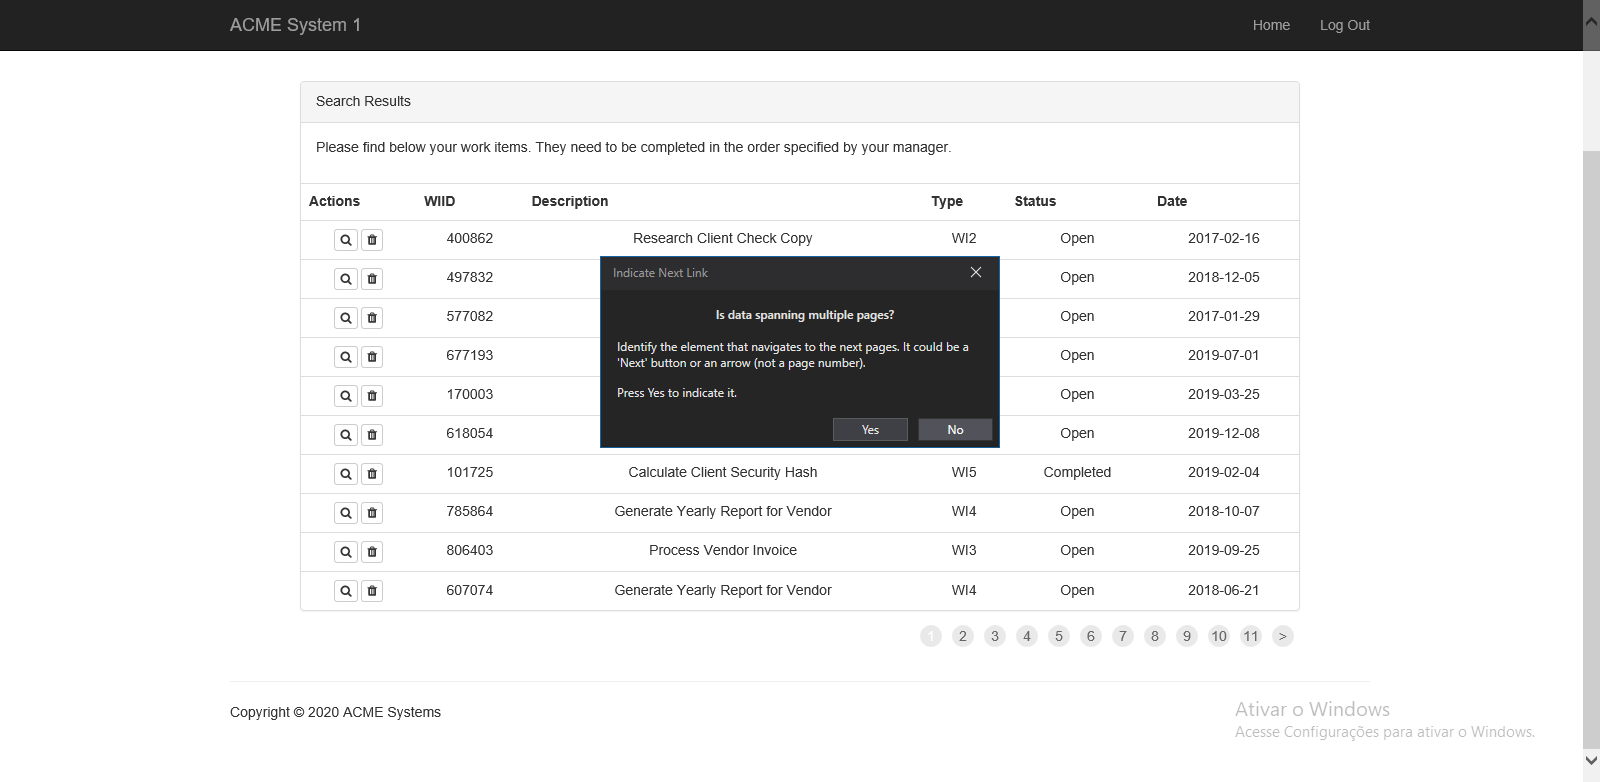 ACME System 1 Home Log Out
Search Results
Please find below your work items. They need to be completed in the order specified by your manager.
Actions WIID Description Type Status Date
400862 Research Client Check Copy WI2 Open 2017-02-16
497832 Open 2018-12-05
577082 Open 2017-01-29
677193 Open 2019-07-01
170003 Open 2019-03-25
618054 Open 2019-12-08
Indicate Next Link
Is data spanning multiple pages?
Identify the element that navigates to the next pages. It could be a
'Next' button or an arrow (not a page number).
Press Yes to indicate it.
Yes No
101725 Calculate Client Security Hash WI5 Completed 2019-02-04
785864 Generate Yearly Report for Vendor WI4 Open 2018-10-07
806403 Process Vendor Invoice WI3 Open 2019-09-25
607074 Generate Yearly Report for Vendor WI4 Open 2018-06-21
1 2 3 4 5 6 7 8 9 10 11 >
Copyright © 2020 ACME Systems
Ativar o Windows
Acesse Configurações para ativar o Windows.